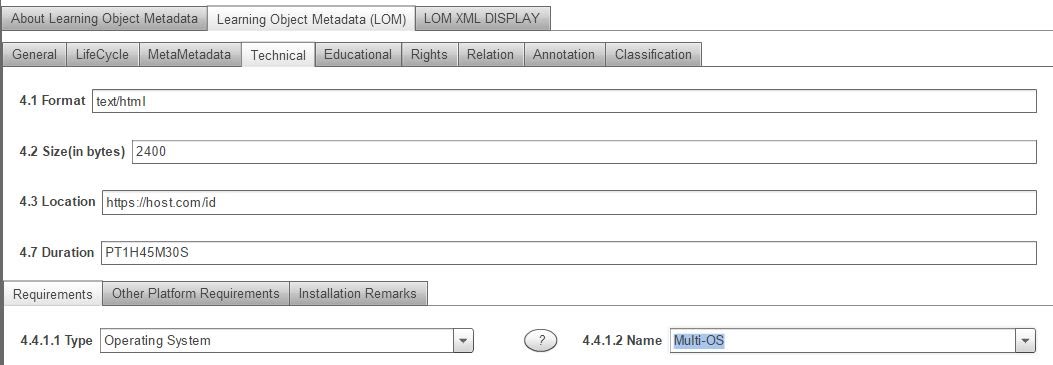 About Learning Object Metadata Learning Object Metadata (LOM) LOM XML DISPLAY
General LifeCycle MetaMetadata Technical Educational Rights Relation Annotation Classification
4.1 Format text/html
4.2 Size(in bytes) 2400
4.3 Location https://host.com/id
4.7 Duration PT1H45M30S
Requirements Other Platform Requirements Installation Remarks
4.4.1.1 Type Operating System ? 4.4.1.2 Name Multi-OS